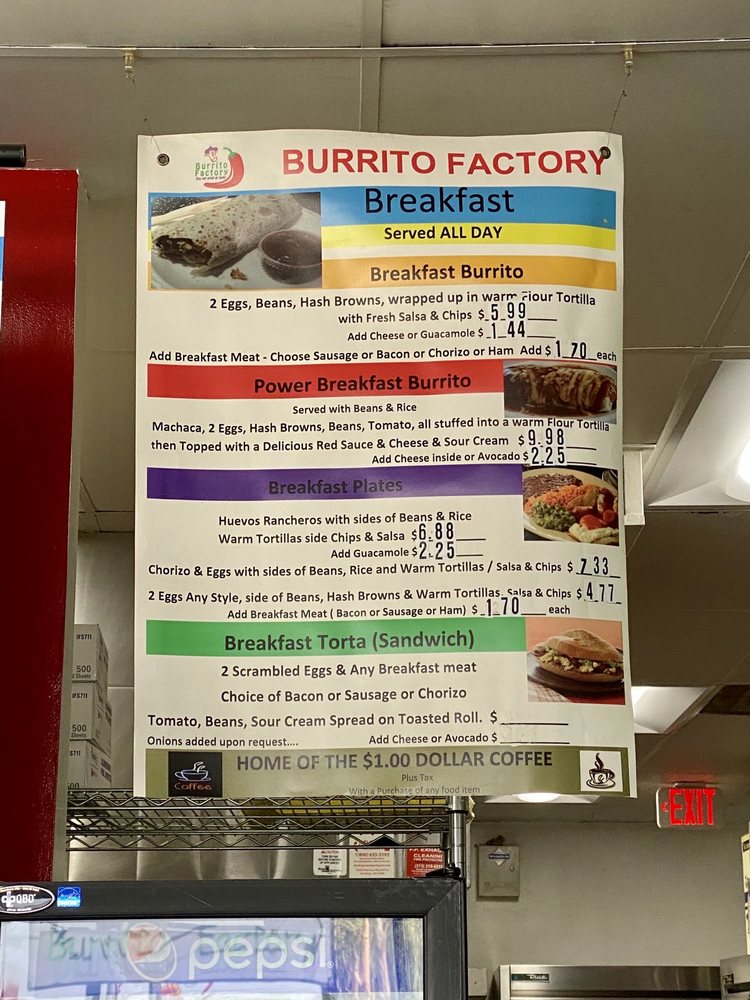 Burrito
Factory
BURRITO FACTORY
Breakfast
Served ALL DAY
Breakfast Burrito
2 Eggs, Beans, Hash Browns, wrapped up in warm Flour Tortilla
with Fresh Salsa & Chips $ 5.99
Add Cheese or Guacamole $ 1.44
Add Breakfast Meat - Choose Sausage or Bacon or Chorizo or Ham Add $ 1.70 each
Power Breakfast Burrito
Served with Beans & Rice
Machaca, 2 Eggs, Hash Browns, Beans, Tomato, all stuffed into a warm Flour Tortilla
then Topped with a Delicious Red Sauce & Cheese & Sour Cream $ 9.98
Add Cheese inside or Avocado $ 2.25
Breakfast Plates
Huevos Rancheros with sides of Beans & Rice
Warm Tortillas side Chips & Salsa $ 6.88
Add Guacamole $ 2.25
Chorizo & Eggs with sides of Beans, Rice and Warm Tortillas / Salsa & Chips $ 7.33
2 Eggs Any Style, side of Beans, Hash Browns & Warm Tortillas, Salsa & Chips $ 4.77
Add Breakfast Meat ( Bacon or Sausage or Ham) $ 1.70 each
Breakfast Torta (Sandwich)
2 Scrambled Eggs & Any Breakfast meat
Choice of Bacon or Sausage or Chorizo
Tomato, Beans, Sour Cream Spread on Toasted Roll. $
Onions added upon request.... Add Cheese or Avocado $
HOME OF THE $1.00 DOLLAR COFFEE
Coffee
Plus Tax
With a Purchase of any food item
IFS711
500
IFS711
500
EXIT
CAUTION
CLEANING
QBD
Burrito
pepsi
True